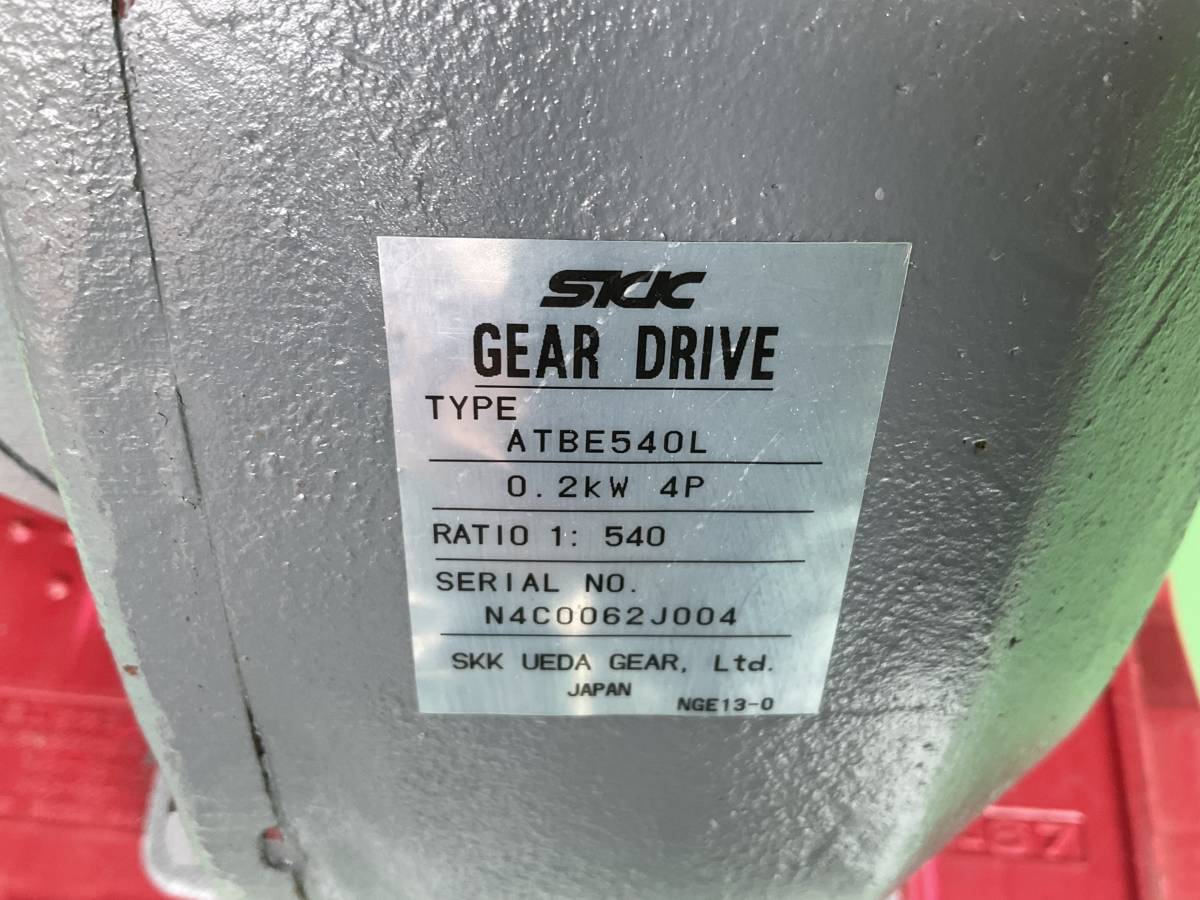 SKK
GEAR DRIVE
TYPE
ATBE540L
0.2kW 4P
RATIO 1: 540
SERIAL NO.
N4C0062J004
SKK UEDA GEAR, Ltd.
JAPAN
NGE13-0